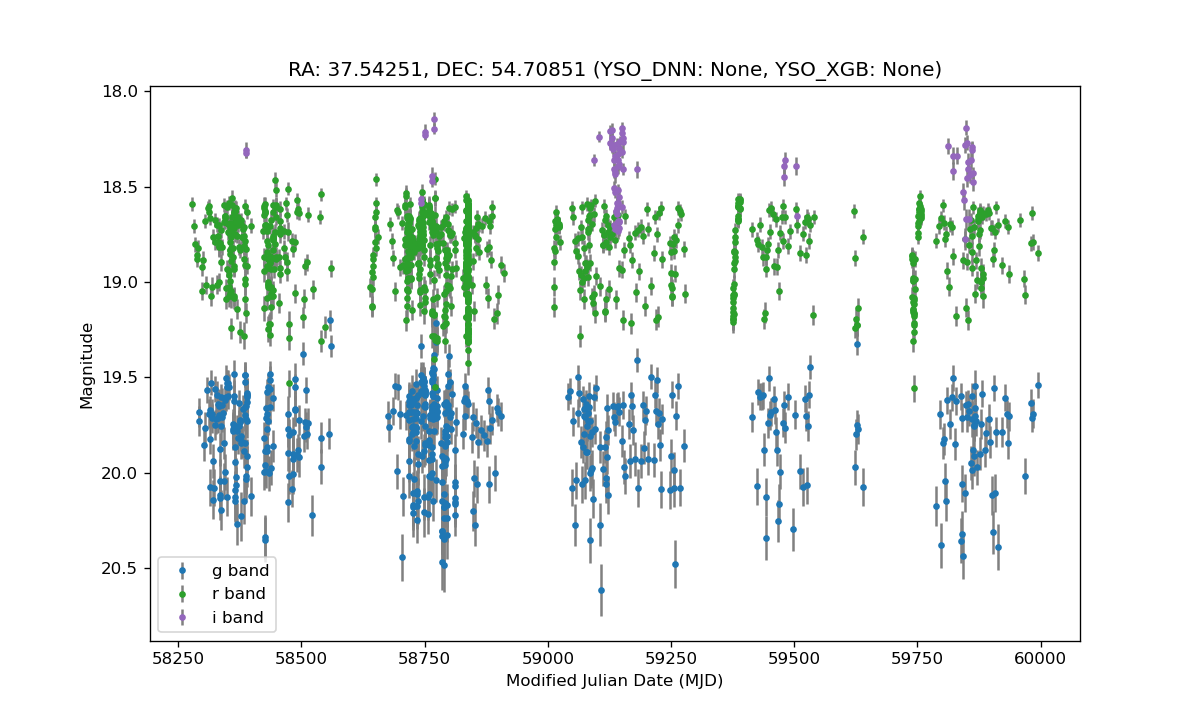 RA: 37.54251, DEC: 54.70851 (YSO_DNN: None, YSO_XGB: None)
18.0
18.5
19.0
19.5
20.0
20.5
Magnitude
g band
r band
i band
58250 58500 58750 59000 59250 59500 59750 60000
Modified Julian Date (MJD)